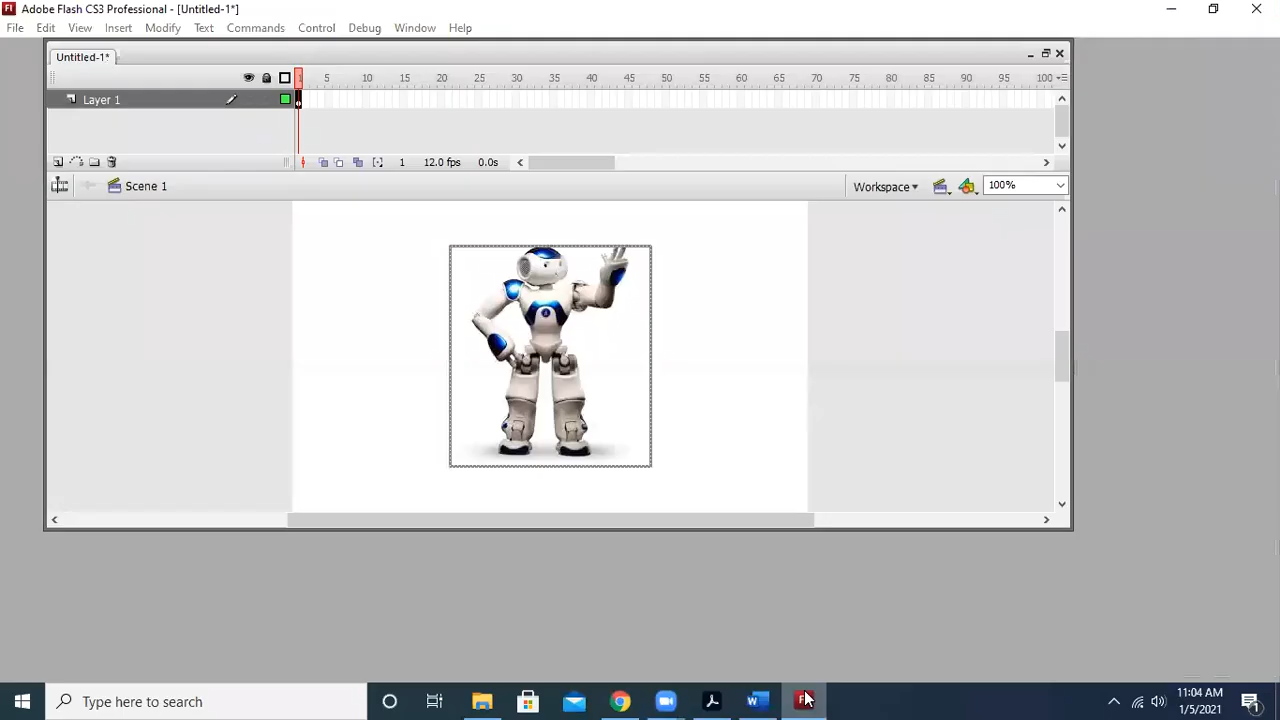 Adobe Flash CS3 Professional - [Untitled-1*]
File Edit View Insert Modify Text Commands Control Debug Window Help
Untitled-1*
1 5 10 15 20 25 30 35 40 45 50 55 60 65 70 75 80 85 90 95 100
Layer 1
1 12.0 fps 0.0s
Scene 1 Workspace 100%
Type here to search
11:04 AM
1/5/2021